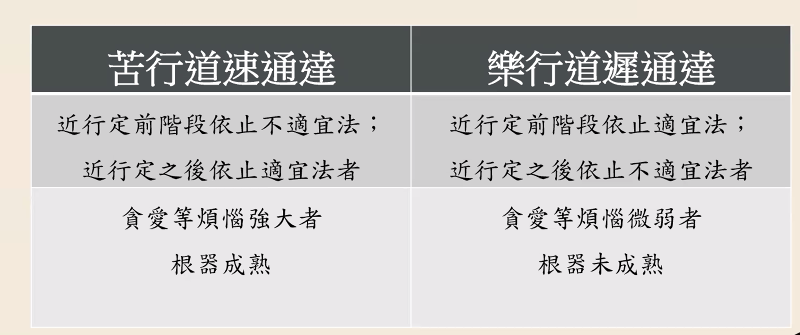 苦行道速通達
樂行道遲通達
近行定前階段依止不適宜法；
近行定之後依止適宜法者
近行定前階段依止適宜法；
近行定之後依止不適宜法者
貪愛等煩惱強大者
根器成熟
貪愛等煩惱微弱者
根器未成熟